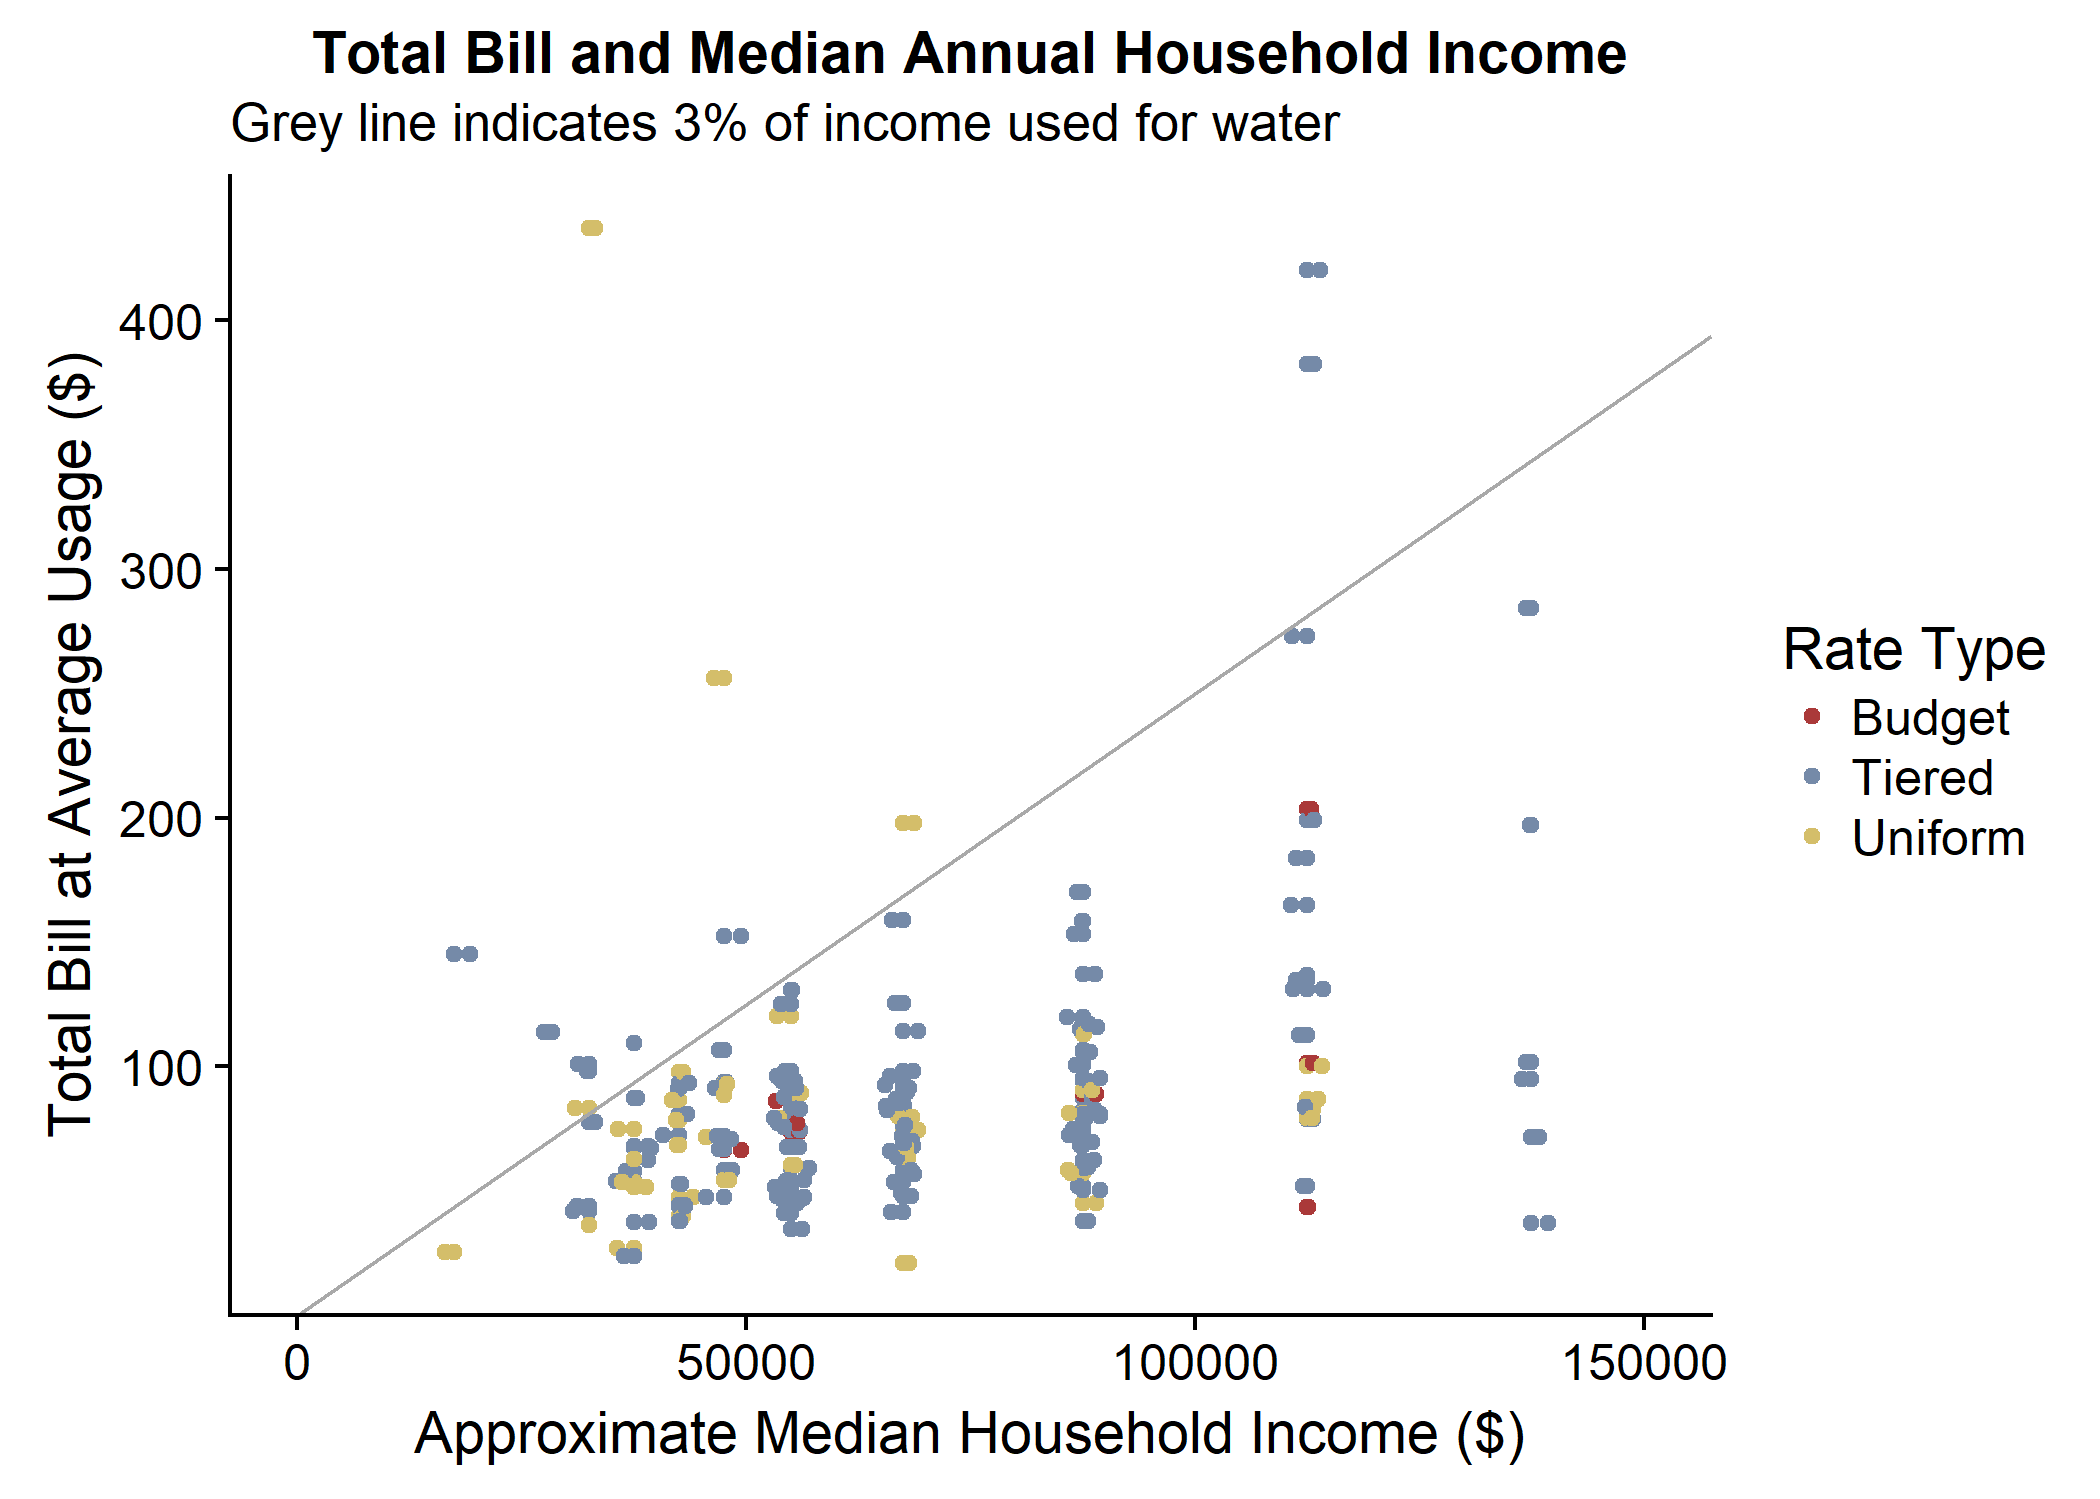 Total Bill and Median Annual Household Income
Grey line indicates 3% of income used for water
Total Bill at Average Usage ($)
400
300
200
100
0
50000
100000
150000
Approximate Median Household Income ($)
Rate Type
Budget
Tiered
Uniform